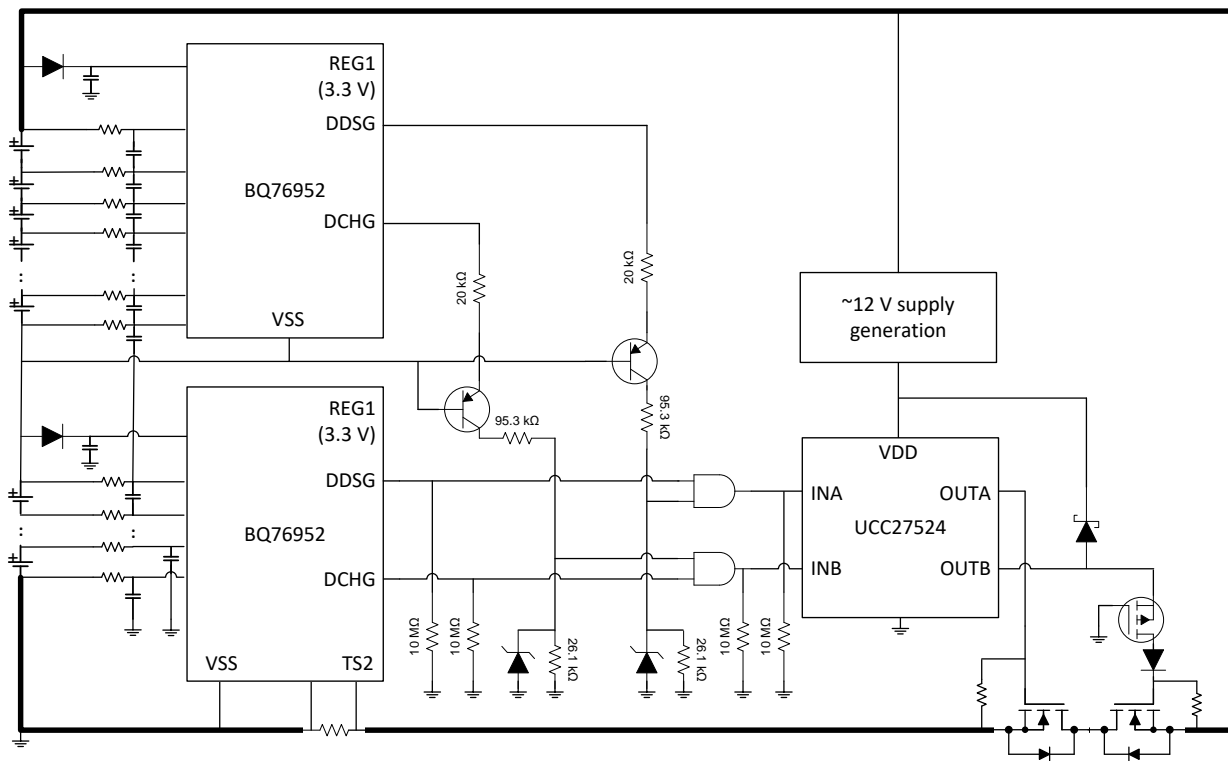 REG1
(3.3 V)
DDSG
BQ76952
DCHG
VSS
20 kΩ
20 kΩ
~12 V supply
generation
REG1
(3.3 V)
DDSG
BQ76952
DCHG
VSS
TS2
95.3 kΩ
95.3 kΩ
10 MΩ
10 MΩ
26.1 kΩ
26.1 kΩ
10 MΩ
10 MΩ
VDD
INA
OUTA
UCC27524
INB
OUTB